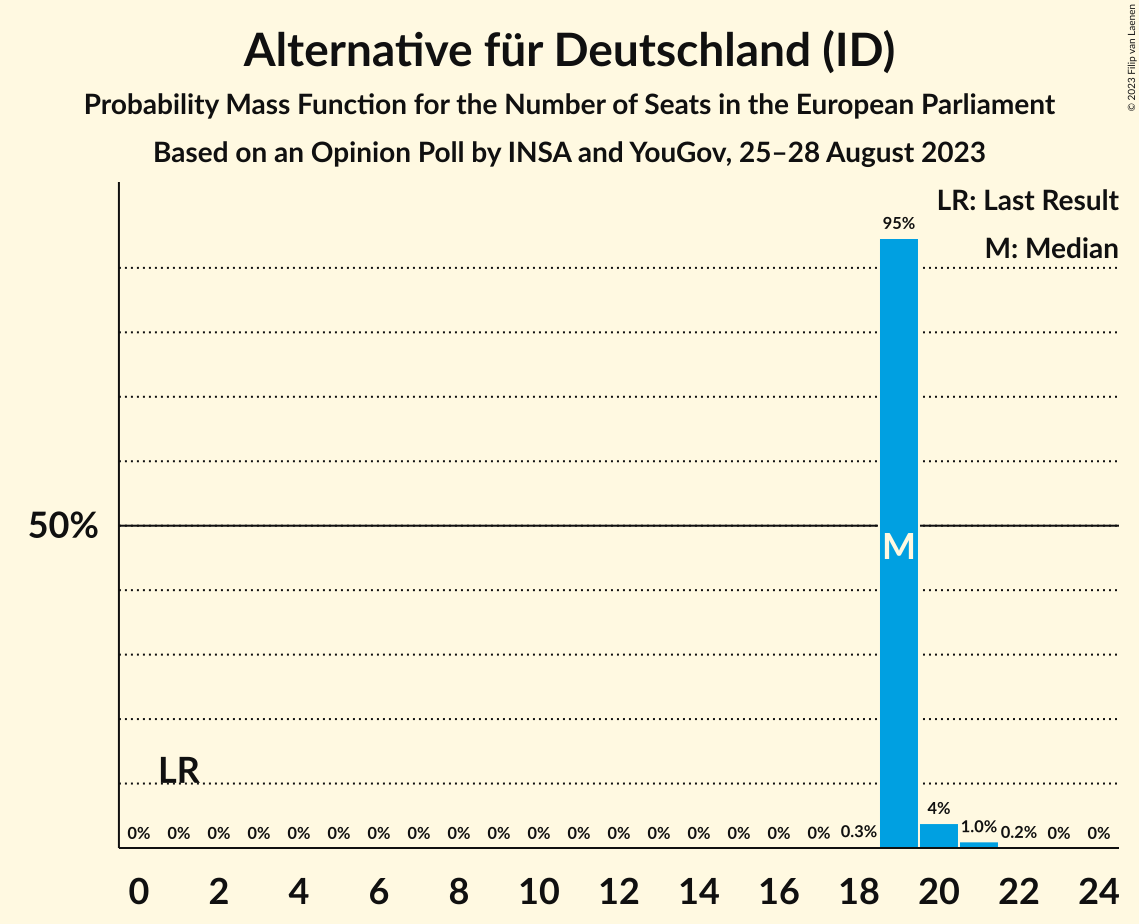 Alternative für Deutschland (ID)
Probability Mass Function for the Number of Seats in the European Parliament
Based on an Opinion Poll by INSA and YouGov, 25–28 August 2023
© 2023 Filip van Laenen
LR: Last Result
M: Median
95%
50%
M
LR
0% 0% 0% 0% 0% 0% 0% 0% 0% 0% 0% 0% 0% 0% 0% 0% 0% 0% 0.3% 4% 1.0% 0.2% 0% 0%
0 2 4 6 8 10 12 14 16 18 20 22 24